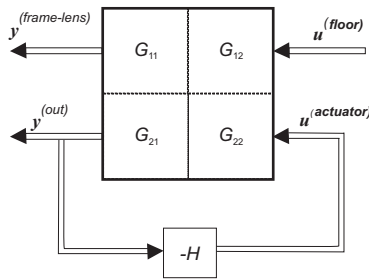 y(frame-lens)
G11
G12
u(floor)
y(out)
G21
G22
u(actuator)
-H